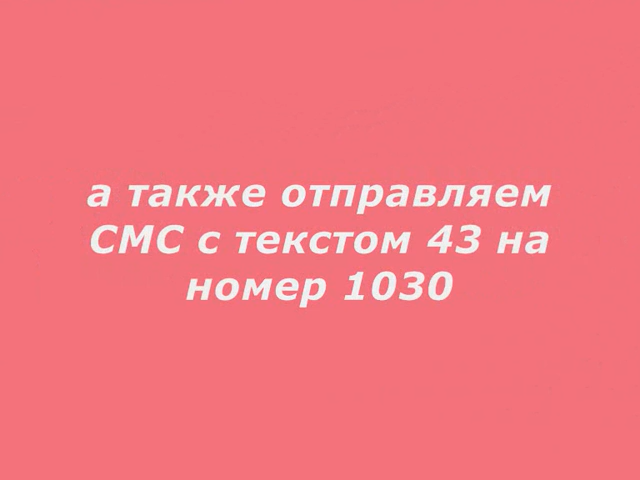 а также отправляем
СМС с текстом 43 на
номер 1030